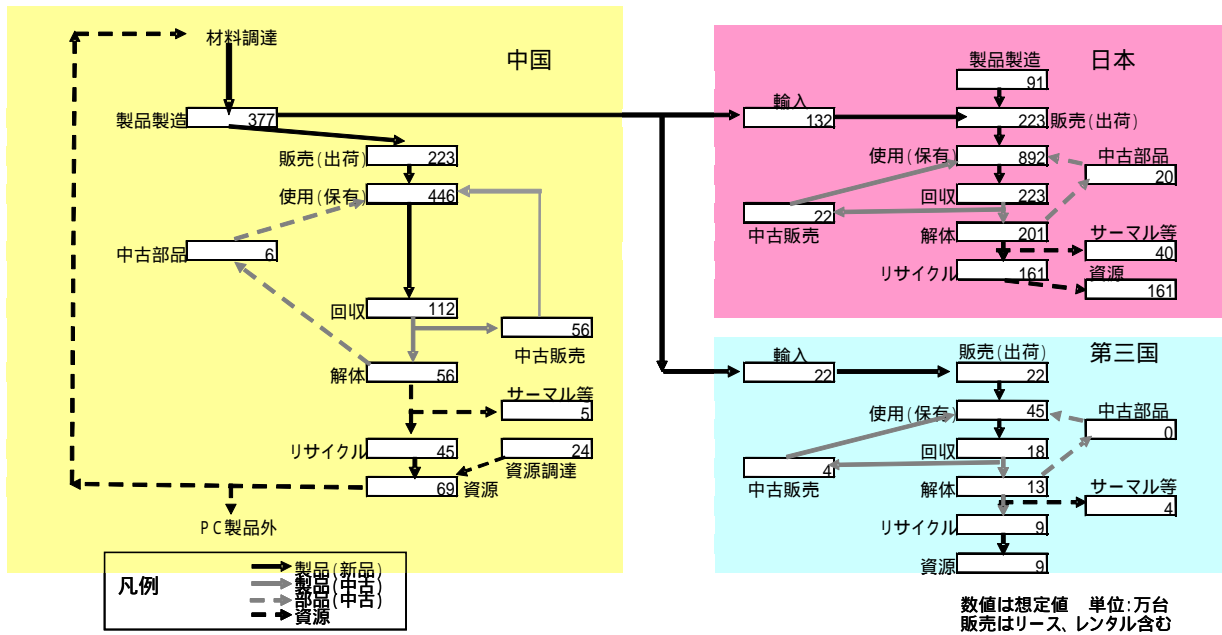 中国
材料調達
製品製造 377
販売(出荷) 223
使用(保有) 446
中古部品 6
回収 112
56
中古販売
解体 56
サーマル等
5
リサイクル 45
24
資源調達
69 資源
PC製品外
凡例
製品(新品)
製品(中古)
部品(中古)
資源
日本
製品製造
91
輸入
132
223 販売(出荷)
使用(保有) 892
中古部品
20
回収 223
22
中古販売
解体 201
サーマル等
40
リサイクル 161
資源
161
第三国
輸入
22
販売(出荷)
22
使用(保有) 45
中古部品
0
回収 18
4
中古販売
解体 13
サーマル等
4
リサイクル 9
資源 9
数値は想定値 単位:万台
販売はリース、レンタル含む